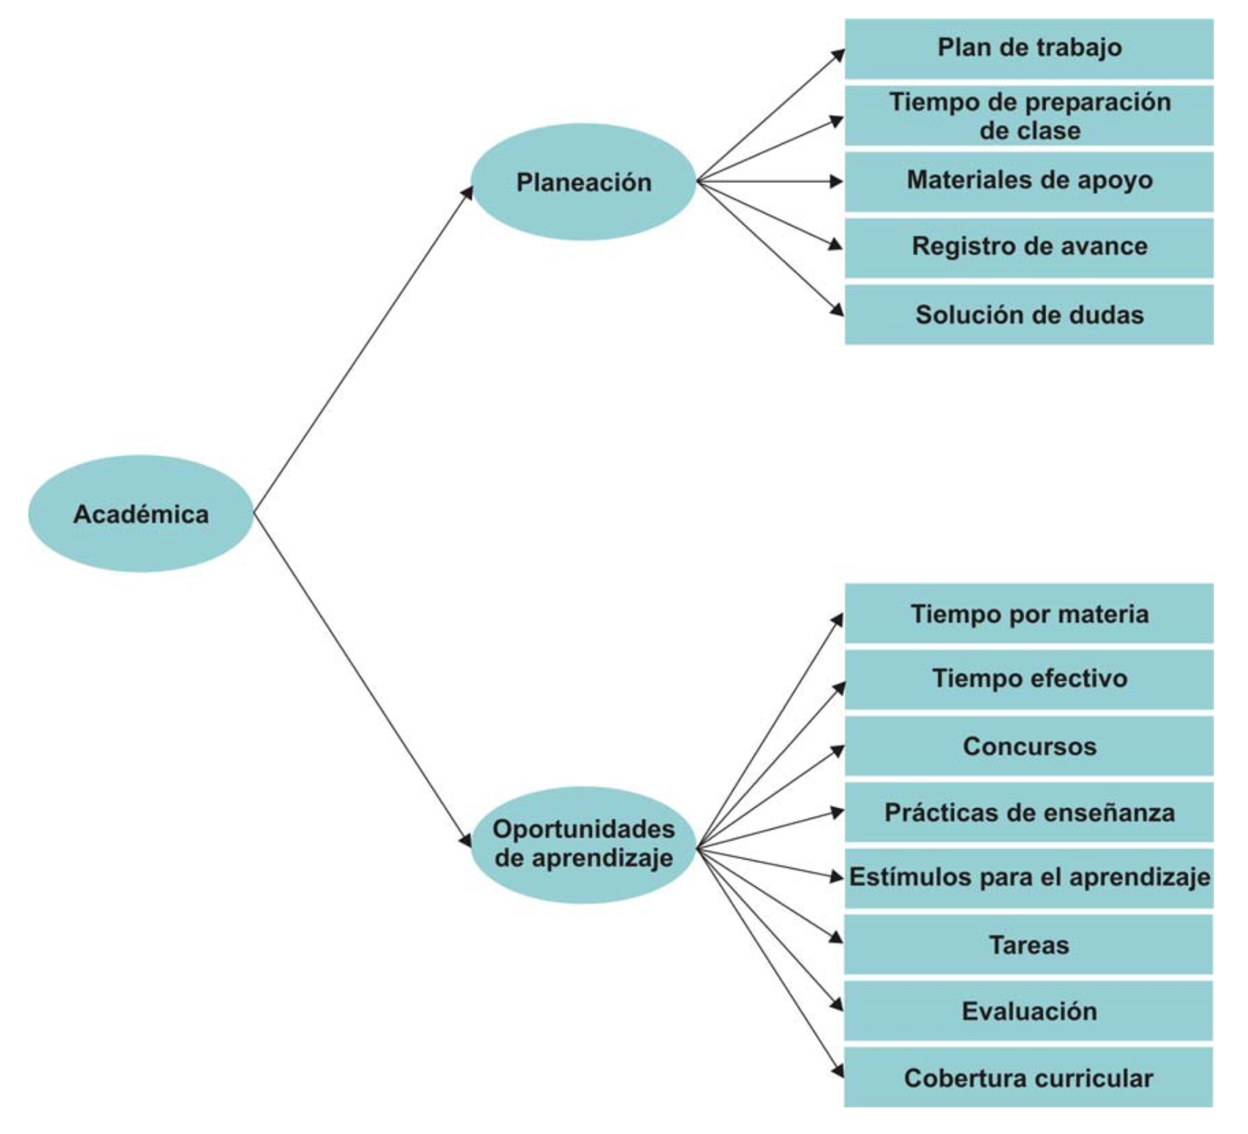 Académica
Planeación
Plan de trabajo
Tiempo de preparación
de clase
Materiales de apoyo
Registro de avance
Solución de dudas
Oportunidades
de aprendizaje
Tiempo por materia
Tiempo efectivo
Concursos
Prácticas de enseñanza
Estímulos para el aprendizaje
Tareas
Evaluación
Cobertura curricular